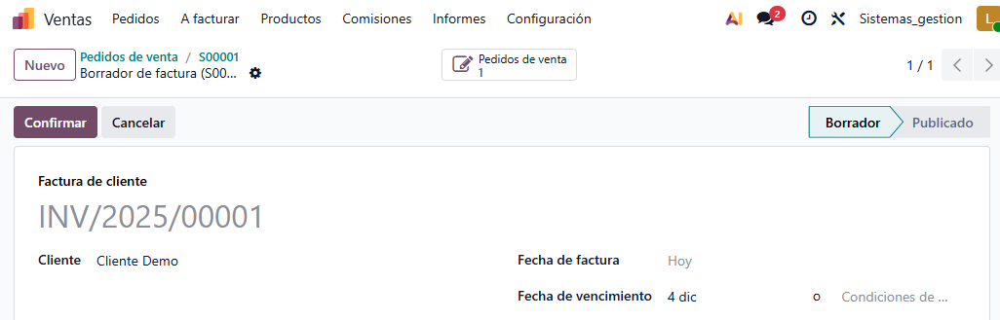 Ventas Pedidos A facturar Productos Comisiones Informes Configuración AI 2 Sistemas_gestion L
Nuevo Pedidos de venta / S00001 Pedidos de venta
Borrador de factura (S00... 1 1 / 1
Confirmar Cancelar Borrador Publicado
Factura de cliente
INV/2025/00001
Cliente Cliente Demo Fecha de factura Hoy
Fecha de vencimiento 4 dic o Condiciones de ...